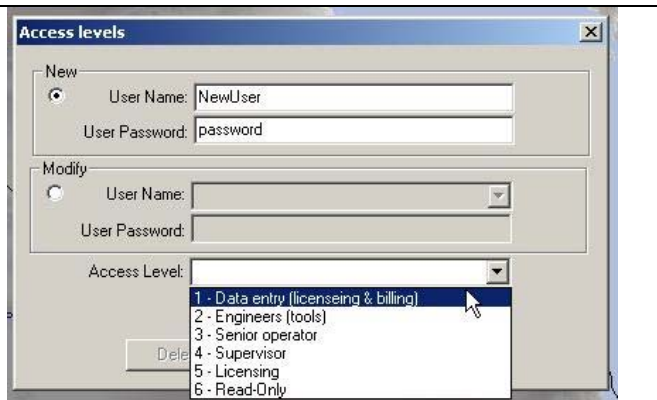 Access levels
New
User Name: NewUser
User Password: password
Modify
User Name:
User Password:
Access Level:
1 - Data entry (licenseing & billing)
2 - Engineers (tools)
3 - Senior operator
4 - Supervisor
5 - Licensing
6 - Read-Only